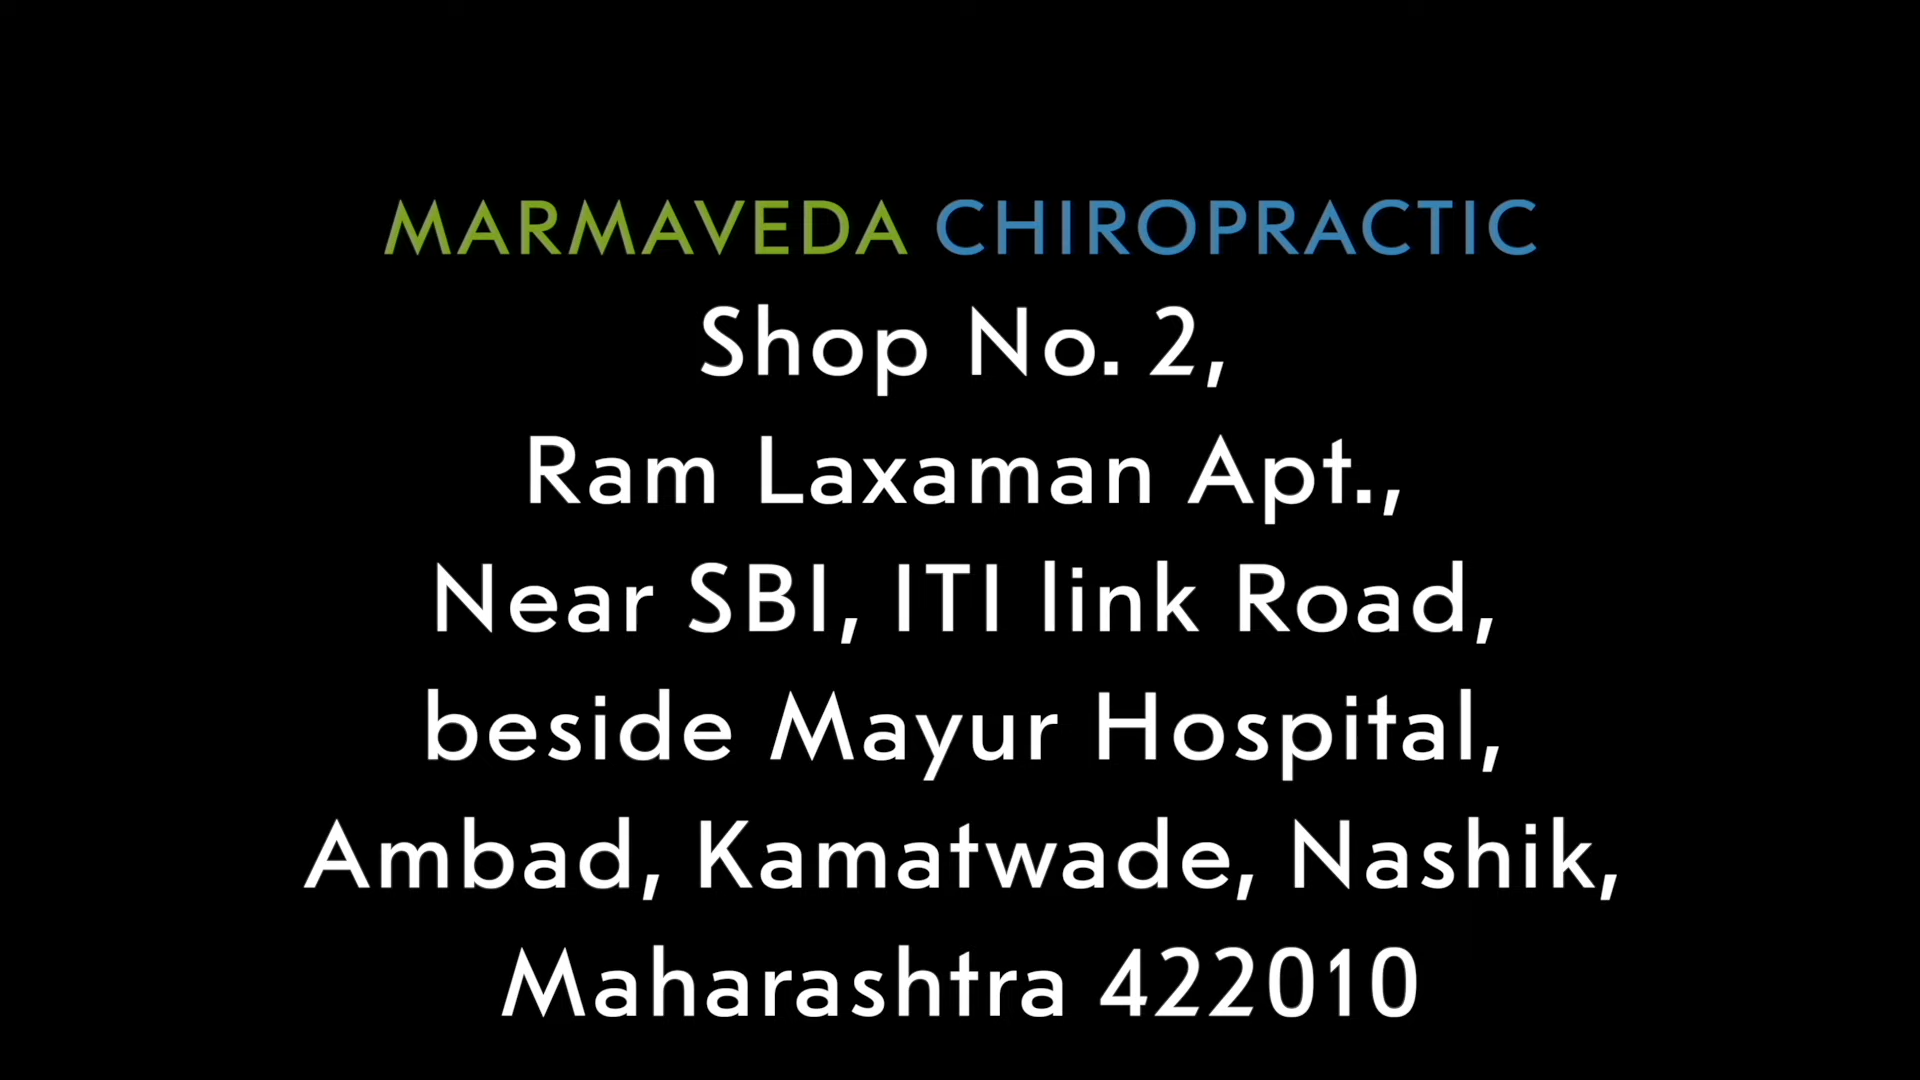 MARMAVEDA CHIROPRACTIC
Shop No. 2,
Ram Laxaman Apt.,
Near SBI, ITI link Road,
beside Mayur Hospital,
Ambad, Kamatwade, Nashik,
Maharashtra 422010